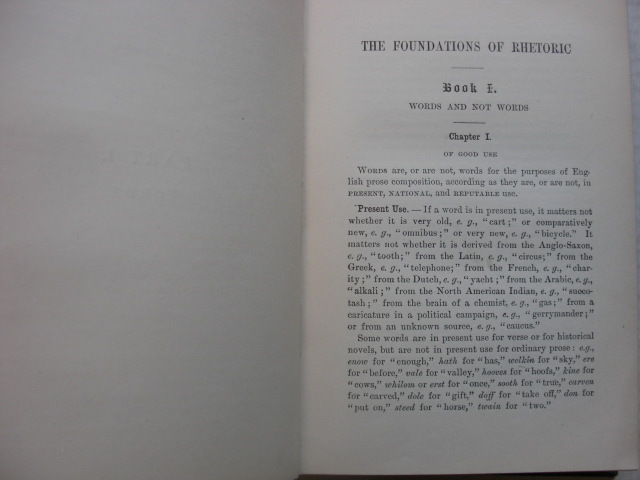 THE FOUNDATIONS OF RHETORIC
Book I.
WORDS AND NOT WORDS
Chapter I.
OF GOOD USE
WORDS are, or are not, words for the purposes of Eng-
lish prose composition, according as they are, or are not, in
PRESENT, NATIONAL, and REPUTABLE use.
Present Use. — If a word is in present use, it matters not
whether it is very old, e. g., "cart;" or comparatively
new, e. g., "omnibus;" or very new, e. g., "bicycle." It
matters not whether it is derived from the Anglo-Saxon,
e. g., "tooth;" from the Latin, e. g., "circus;" from the
Greek, e. g., "telephone;" from the French, e. g., "char-
ity;" from the Dutch, e. g., "yacht;" from the Arabic, e. g.,
"alkali;" from the North American Indian, e. g., "succo-
tash;" from the brain of a chemist, e. g., "gas;" from a
caricature in a political campaign, e. g., "gerrymander;"
or from an unknown source, e. g., "caucus."
Some words are in present use for verse or for historical
novels, but are not in present use for ordinary prose: e.g.,
enow for "enough," hath for "has," welkin for "sky," ere
for "before," vale for "valley," hooves for "hoofs," kine for
"cows," whilom or erst for "once," sooth for "true," carven
for "carved," dole for "gift," doff for "take off," don for
"put on," steed for "horse," twain for "two."